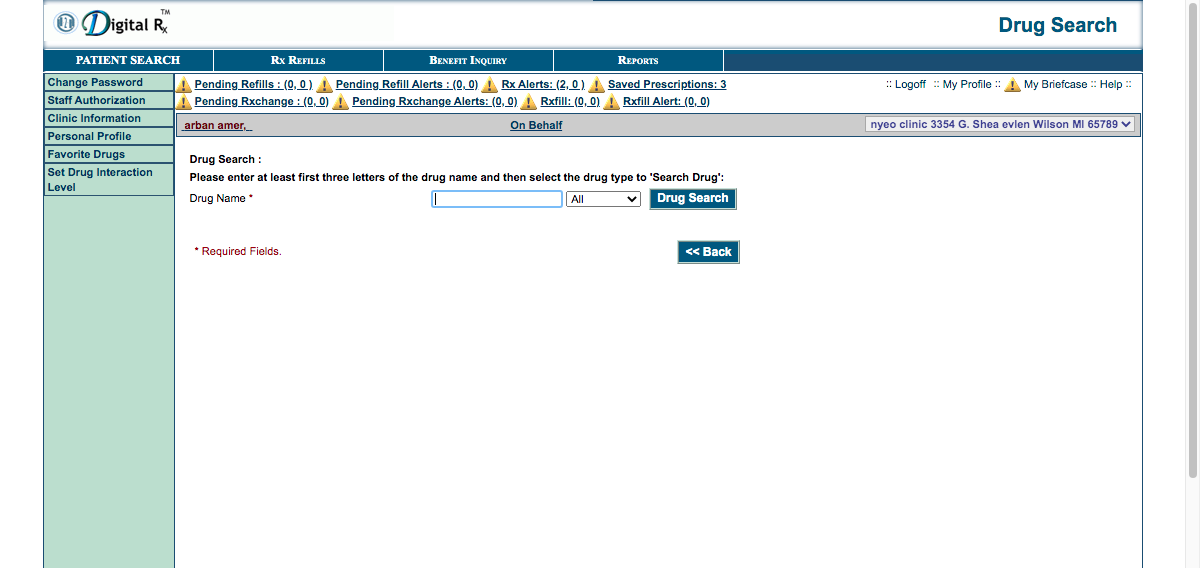 Digital Rx TM
Drug Search
PATIENT SEARCH
RX REFILLS
BENEFIT INQUIRY
REPORTS
Change Password
Staff Authorization
Clinic Information
Personal Profile
Favorite Drugs
Set Drug Interaction
Level
Pending Refills : (0, 0 ) Pending Refill Alerts : (0, 0) Rx Alerts: (2, 0 ) Saved Prescriptions: 3
:: Logoff :: My Profile :: My Briefcase :: Help ::
Pending Rxchange : (0, 0) Pending Rxchange Alerts: (0, 0) Rxfill: (0, 0) Rxfill Alert: (0, 0)
arban amer,
On Behalf
nyeo clinic 3354 G. Shea evlen Wilson MI 65789
Drug Search :
Please enter at least first three letters of the drug name and then select the drug type to 'Search Drug':
Drug Name *
All
Drug Search
* Required Fields.
<< Back